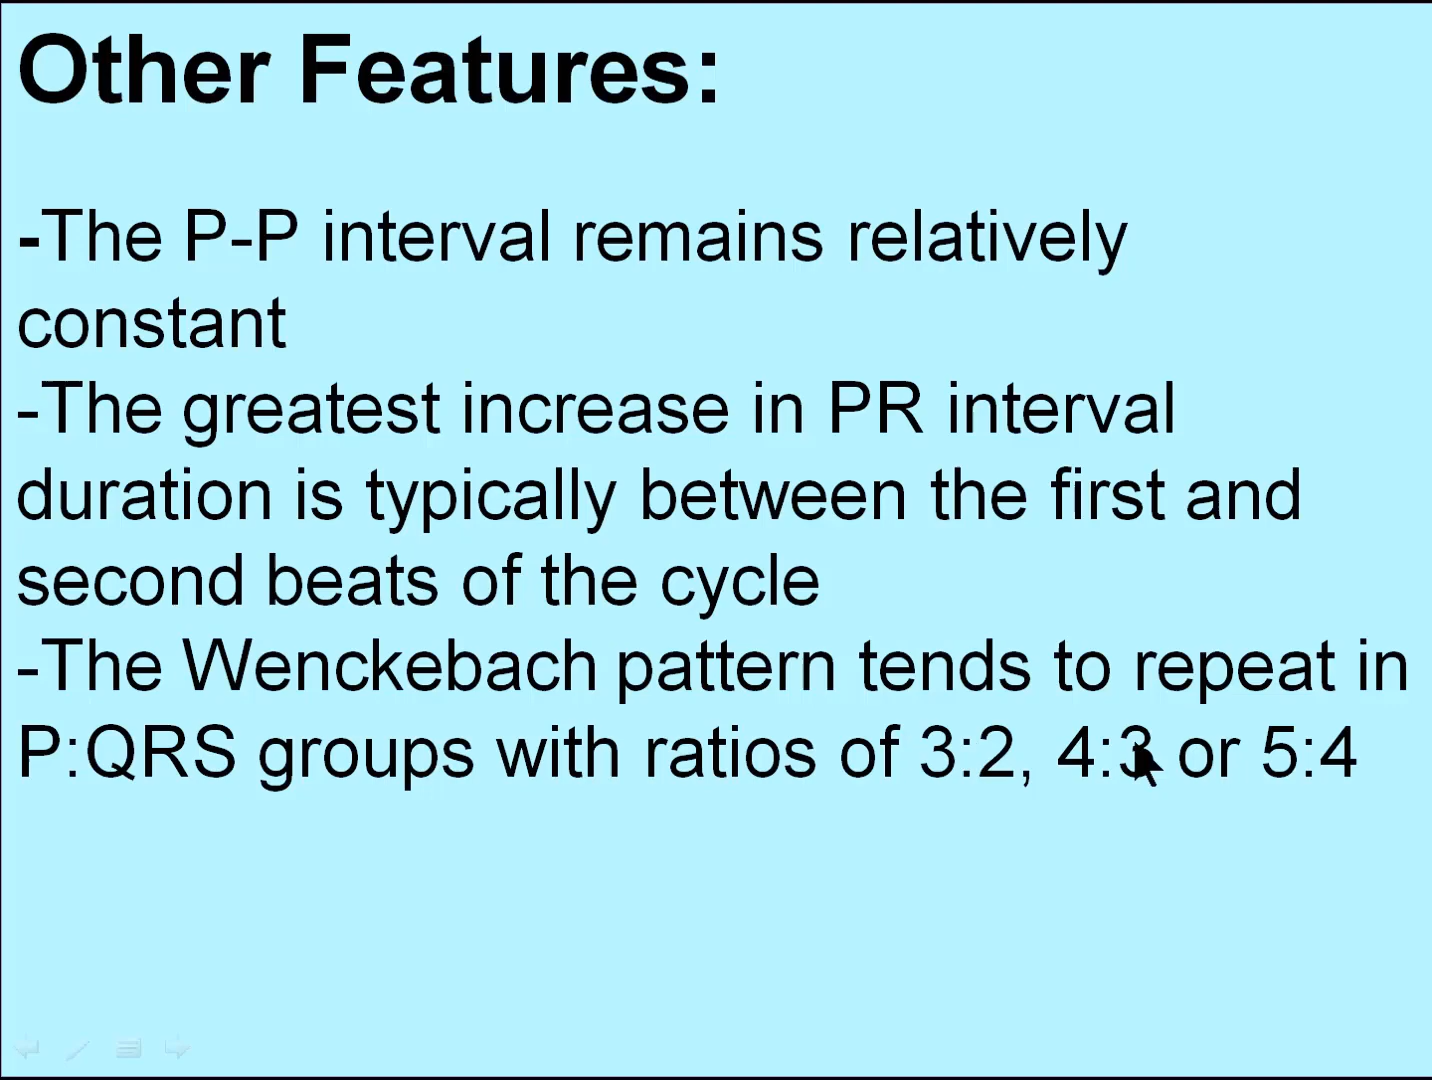 Other Features:
-The P-P interval remains relatively
constant
-The greatest increase in PR interval
duration is typically between the first and
second beats of the cycle
-The Wenckebach pattern tends to repeat in
P:QRS groups with ratios of 3:2, 4:3 or 5:4